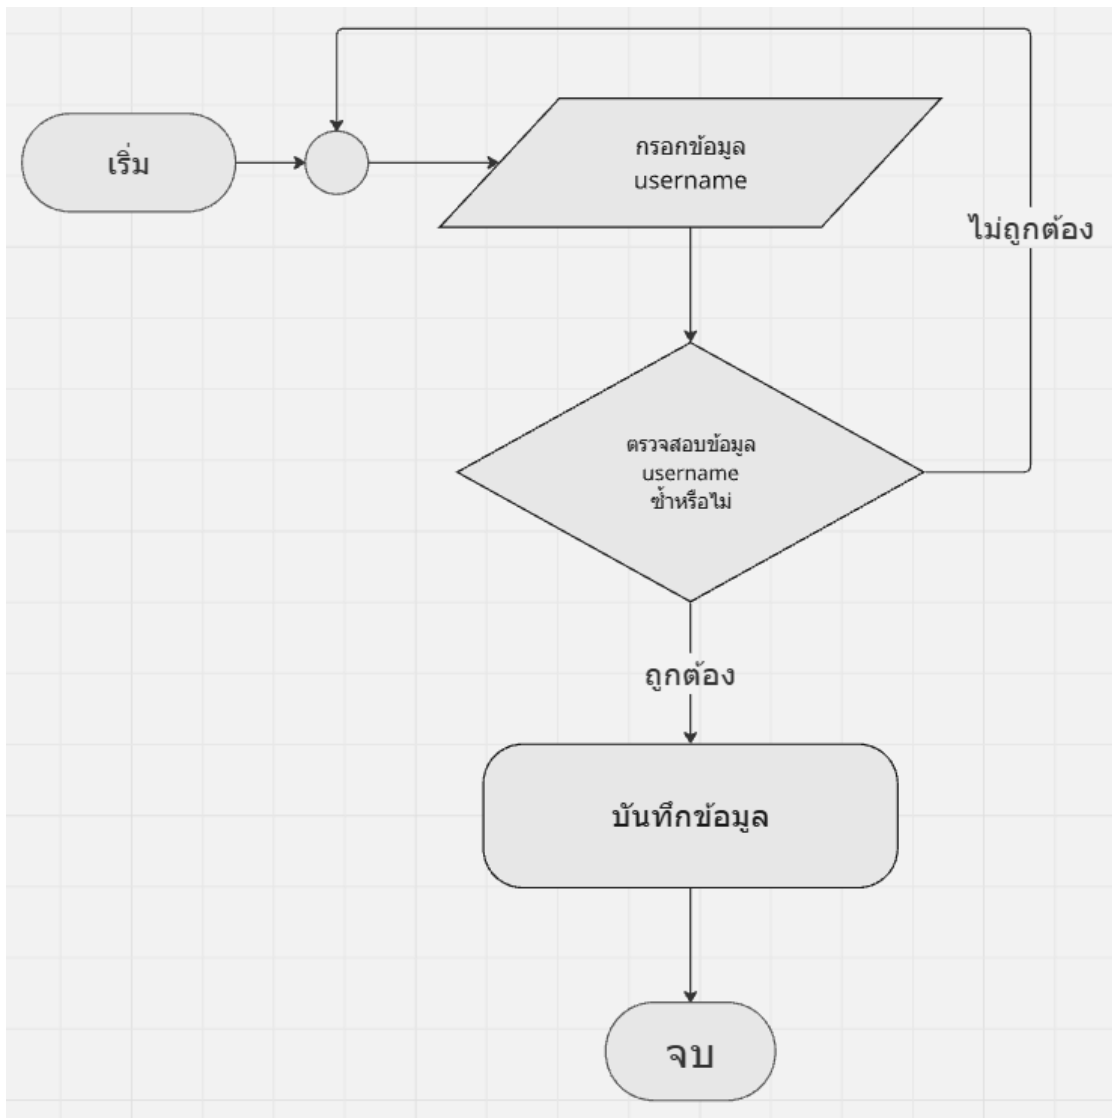 เริ่ม
กรอกข้อมูล
username
ไม่ถูกต้อง
ตรวจสอบข้อมูล
username
ซ้ำหรือไม่
ถูกต้อง
บันทึกข้อมูล
จบ